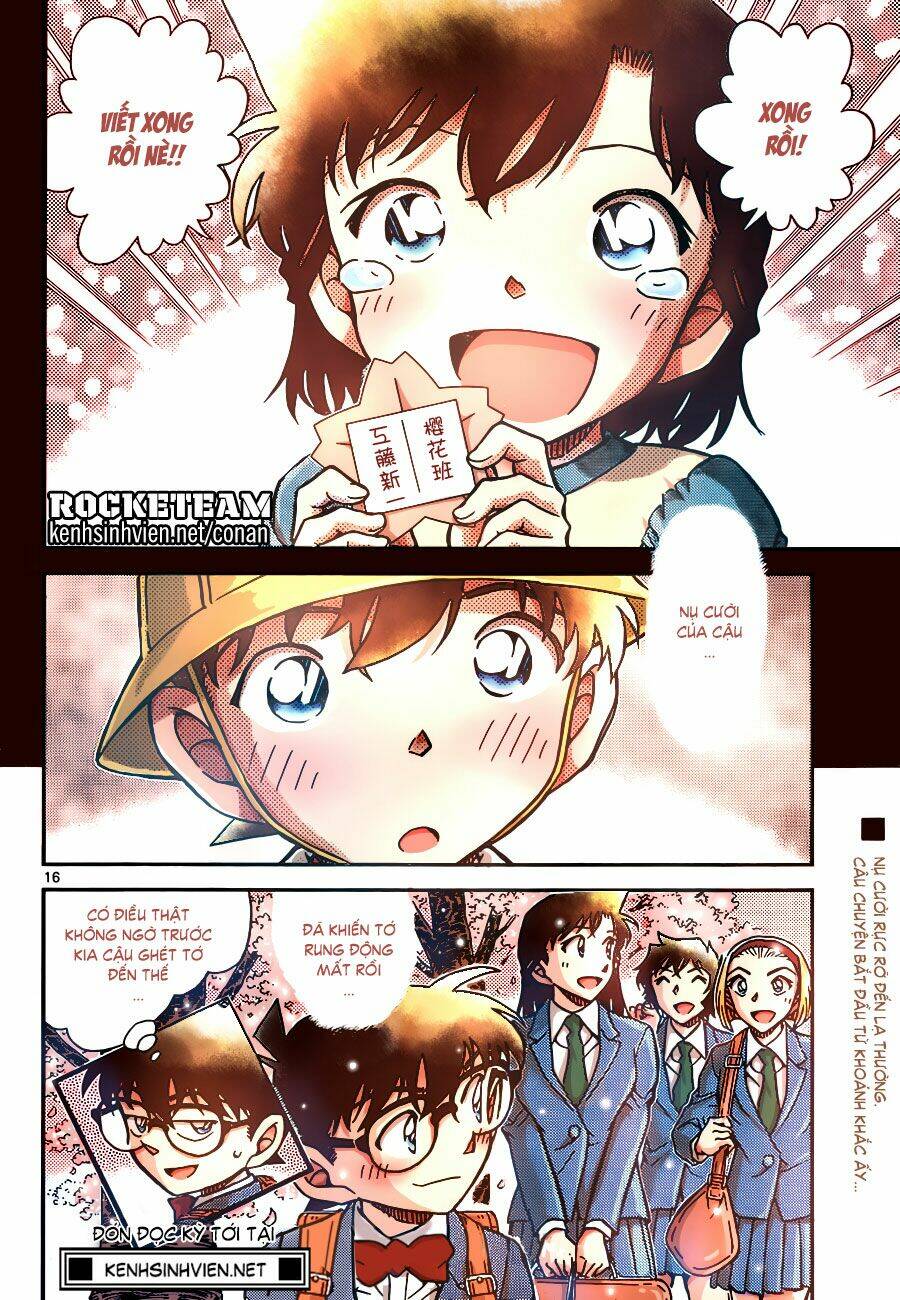 XONG
RỒI!
VIẾT XONG
RỒI NÈ!!
櫻花班
工藤新一
ROCKETEAM
kenhsinhvien.net/conan
NỤ CƯỜI
CỦA CẬU
...
16
ĐÃ KHIẾN TỚ
RUNG ĐỘNG
MẤT RỒI
CÓ ĐIỀU THẬT
KHÔNG NGỜ TRƯỚC
KIA CẬU GHÉT TỚ
ĐẾN THẾ
...
NỤ CƯỜI RỰC RỠ ĐẾN LẠ THƯỜNG.
CÂU CHUYỆN BẮT ĐẦU TỪ KHOẢNH KHẮC ẤY...
ĐÓN ĐỌC KỲ TỚI TẠI
KENHSINHVIEN.NET